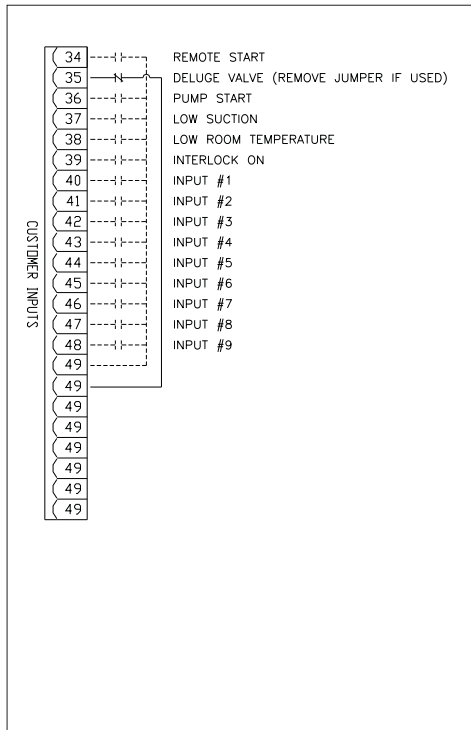 34 REMOTE START
35 DELUGE VALVE (REMOVE JUMPER IF USED)
36 PUMP START
37 LOW SUCTION
38 LOW ROOM TEMPERATURE
39 INTERLOCK ON
40 INPUT #1
41 INPUT #2
42 INPUT #3
43 INPUT #4
44 INPUT #5
45 INPUT #6
46 INPUT #7
47 INPUT #8
48 INPUT #9
49
49
49
49
49
49
49
49
CUSTOMER INPUTS